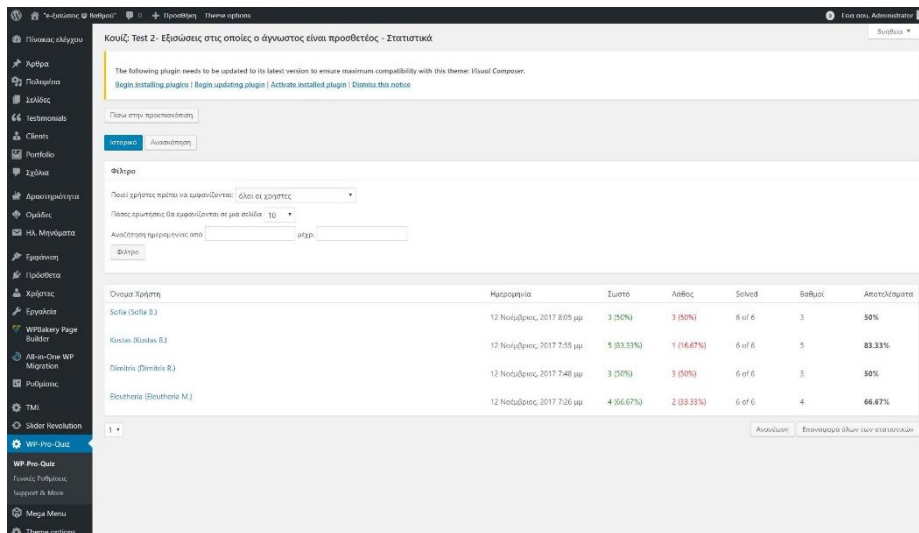 "e-Εξισώσεις @ Βαθμού" 0 + Προσθήκη Theme options
Γεια σου, Administrator
Βοήθεια
Πίνακας ελέγχου
Άρθρα
Πολυμέσα
Σελίδες
Testimonials
Clients
Portfolio
Σχόλια
Δραστηριότητα
Ομάδες
Ηλ. Μηνύματα
Εμφάνιση
Πρόσθετα
Χρήστες
Εργαλεία
WPBakery Page
Builder
All-in-One WP
Migration
Ρυθμίσεις
TML
Slider Revolution
WP-Pro-Quiz
WP-Pro-Quiz
Γενικές Ρυθμίσεις
Support & More
Mega Menu
Theme options
Κουίζ: Test 2- Εξισώσεις στις οποίες ο άγνωστος είναι προσθετέος - Στατιστικά
The following plugin needs to be updated to its latest version to ensure maximum compatibility with this theme: Visual Composer.
Begin installing plugins | Begin updating plugin | Activate installed plugin | Dismiss this notice
Πίσω στην προεπισκόπιση
Ιστορικό Ανασκόπηση
Φίλτρα
Ποιοί χρήστες πρέπει να εμφανίζονται: όλοι οι χρήστες
Πόσες ερωτήσεις θα εμφανίζονται σε μια σελίδα 10
Αναζήτηση ημερομηνίας από μέχρι
Φίλτρο
Όνομα Χρήστη Ημερομηνία Σωστό Λάθος Solved Βαθμοί Αποτελέσματα
Sofia (Sofia B.) 12 Νοέμβριος, 2017 8:05 μμ 3 (50%) 3 (50%) 6 of 6 3 50%
Kostas (Kostas B.) 12 Νοέμβριος, 2017 7:55 μμ 5 (83.33%) 1 (16.67%) 6 of 6 5 83.33%
Dimitris (Dimitris B.) 12 Νοέμβριος, 2017 7:48 μμ 3 (50%) 3 (50%) 6 of 6 3 50%
Eleutheria (Eleutheria M.) 12 Νοέμβριος, 2017 7:26 μμ 4 (66.67%) 2 (33.33%) 6 of 6 4 66.67%
1 Ανανέωση Επαναφορά όλων των στατιστικών